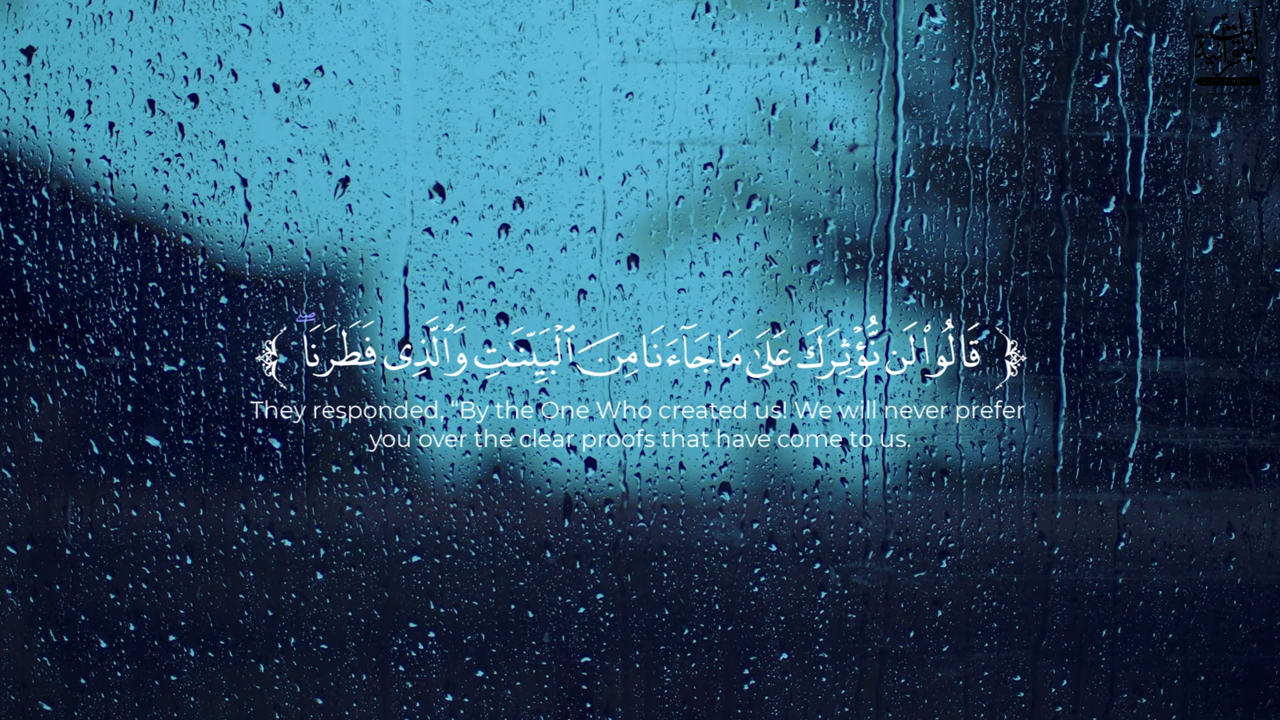 ﴿ قَالُوا۟ لَن نُّؤْثِرَكَ عَلَىٰ مَا جَآءَنَا مِنَ ٱلْبَيِّنَـٰتِ وَٱلَّذِى فَطَرَنَا ۖ ﴾
They responded, "By the One Who created us! We will never prefer
you over the clear proofs that have come to us.